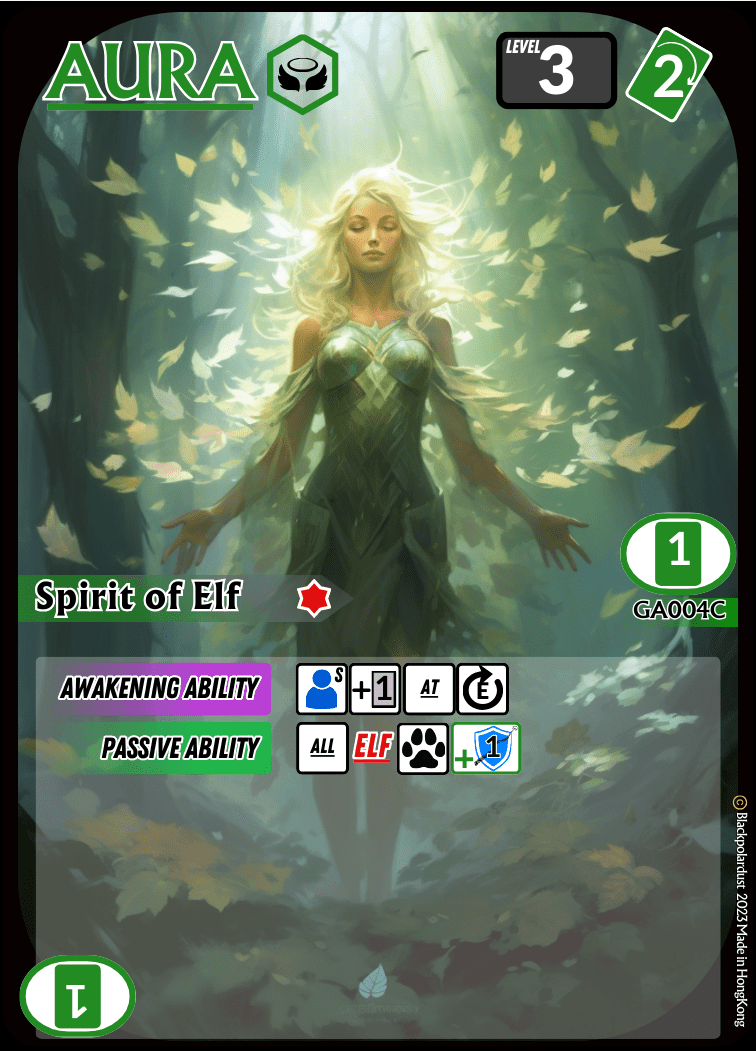 AURA
LEVEL 3
2
1
Spirit of Elf
GA004C
AWAKENING ABILITY S +1 AT E
PASSIVE ABILITY ALL ELF +1
© Blackpolardust 2023 Made in HongKong
1